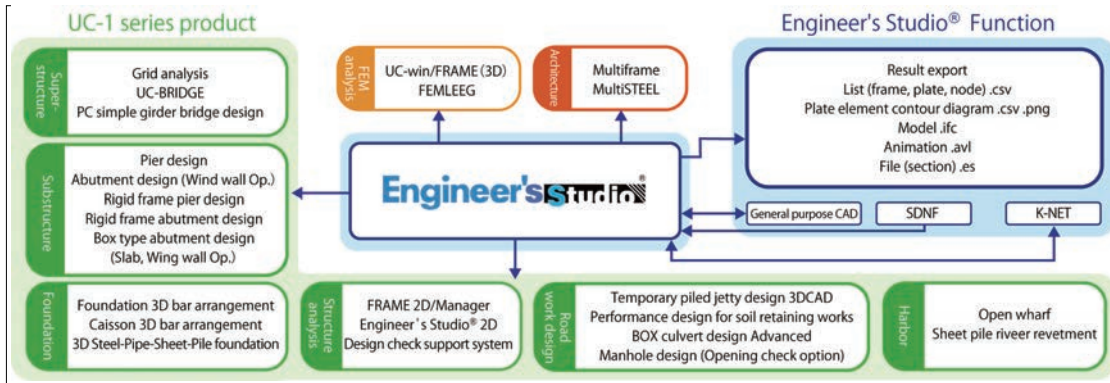 UC-1 series product
Engineer's Studio® Function
Super-
structure
Grid analysis
UC-BRIDGE
PC simple girder bridge design
FEM
analysis
UC-win/FRAME (3D)
FEMLEEG
Architecture
Multiframe
MultiSTEEL
Result export
List (frame, plate, node) .csv
Plate element contour diagram .csv .png
Model .ifc
Animation .avl
File (section) .es
Substructure
Pier design
Abutment design (Wind wall Op.)
Rigid frame pier design
Rigid frame abutment design
Box type abutment design
(Slab, Wing wall Op.)
Engineer's Studio®
General purpose CAD
SDNF
K-NET
Foundation
Foundation 3D bar arrangement
Caisson 3D bar arrangement
3D Steel-Pipe-Sheet-Pile foundation
Structure
analysis
FRAME 2D/Manager
Engineer's Studio® 2D
Design check support system
Road
work design
Temporary piled jetty design 3DCAD
Performance design for soil retaining works
BOX culvert design Advanced
Manhole design (Opening check option)
Harbor
Open wharf
Sheet pile riveer revetment